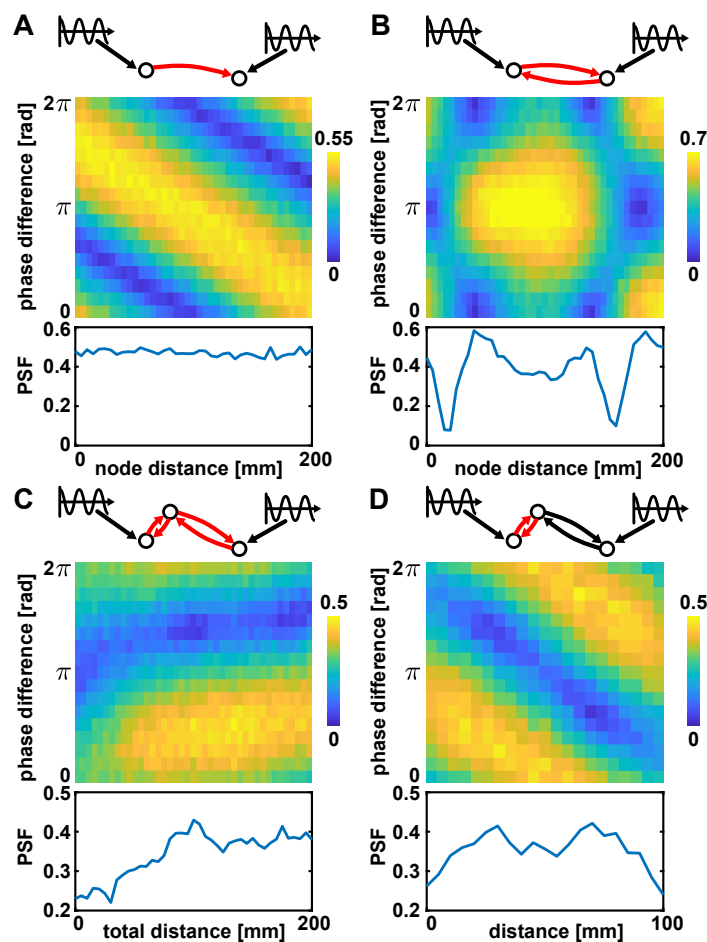 A
B
2π
π
0
phase difference [rad]
0.55
0
2π
π
0
phase difference [rad]
0.7
0
0.6
0.4
0.2
0
PSF
0
200
node distance [mm]
0.6
0.4
0.2
0
PSF
0
200
node distance [mm]
C
D
2π
π
0
phase difference [rad]
0.5
0
2π
π
0
phase difference [rad]
0.5
0
0.5
0.4
0.3
0.2
PSF
0
200
total distance [mm]
0.5
0.4
0.3
0.2
PSF
0
100
distance [mm]